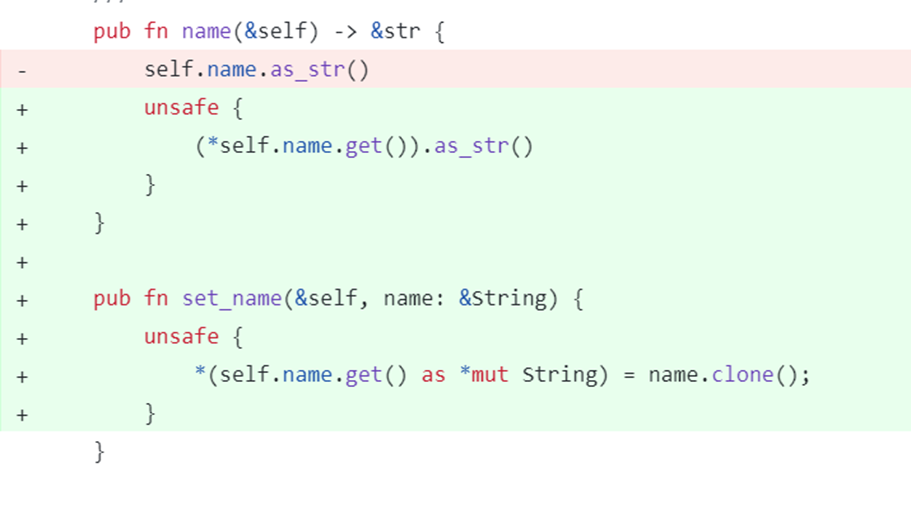 pub fn name(&self) -> &str {
-        self.name.as_str()
+        unsafe {
+            (*self.name.get()).as_str()
+        }
+    }
+
+    pub fn set_name(&self, name: &String) {
+        unsafe {
+            *(self.name.get() as *mut String) = name.clone();
+        }
}